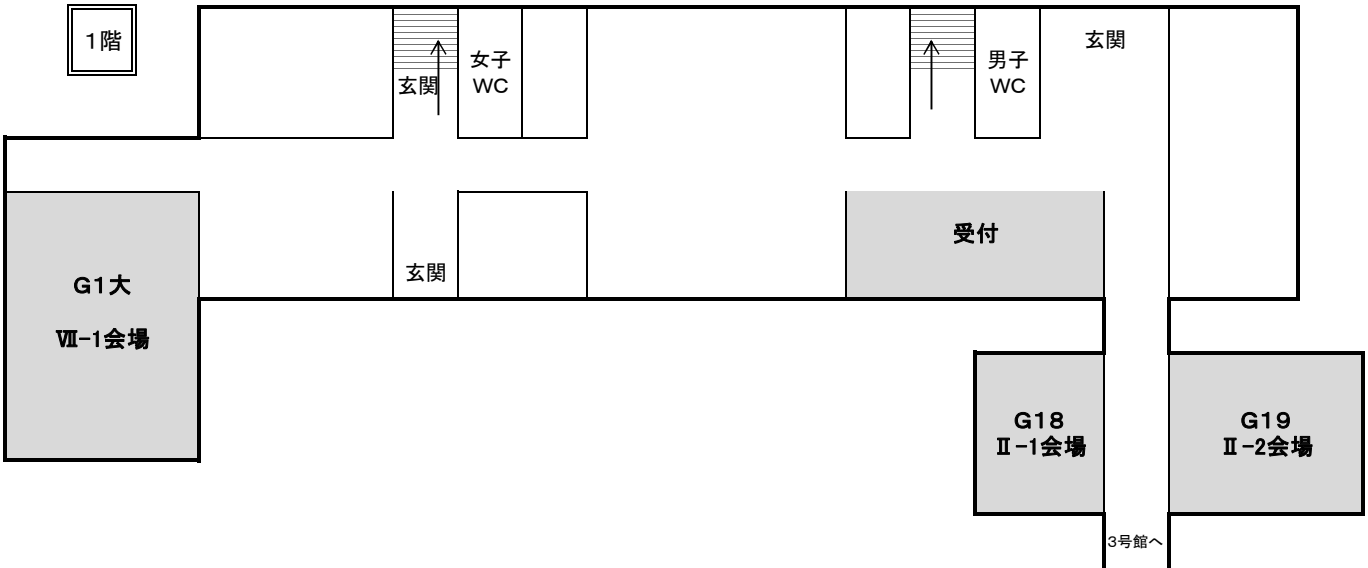 1階
玄関
女子
WC
男子
WC
玄関
受付
玄関
G1大
Ⅶ-1会場
G18
Ⅱ-1会場
G19
Ⅱ-2会場
3号館へ